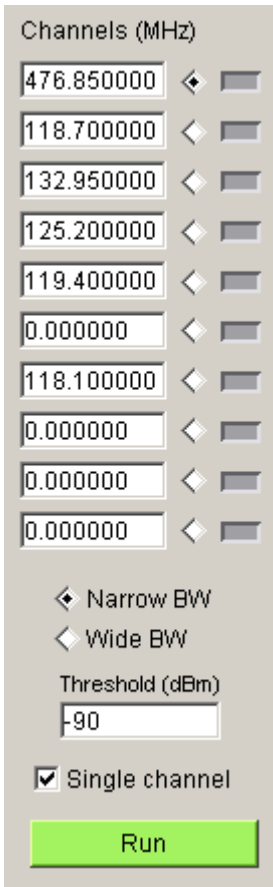 Channels (MHz)
476.850000
118.700000
132.950000
125.200000
119.400000
0.000000
118.100000
0.000000
0.000000
0.000000
Narrow BW
Wide BW
Threshold (dBm)
-90
Single channel
Run